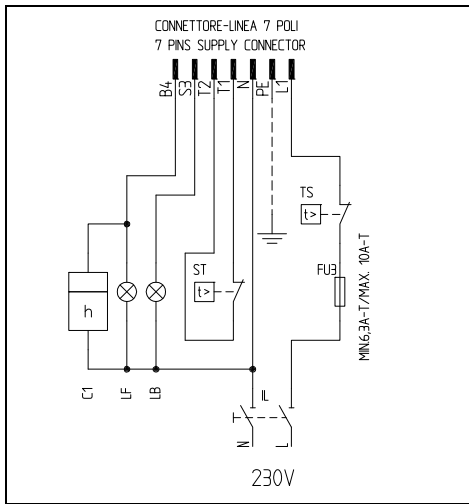 CONNETTORE-LINEA 7 POLI
7 PINS SUPPLY CONNECTOR
B4 S3 T2 T1 N PE L1
TS
t>
ST
t>
FU3
MIN.6,3A-T/MAX. 10A-T
h
C1 LF LB
IL
N L
230V